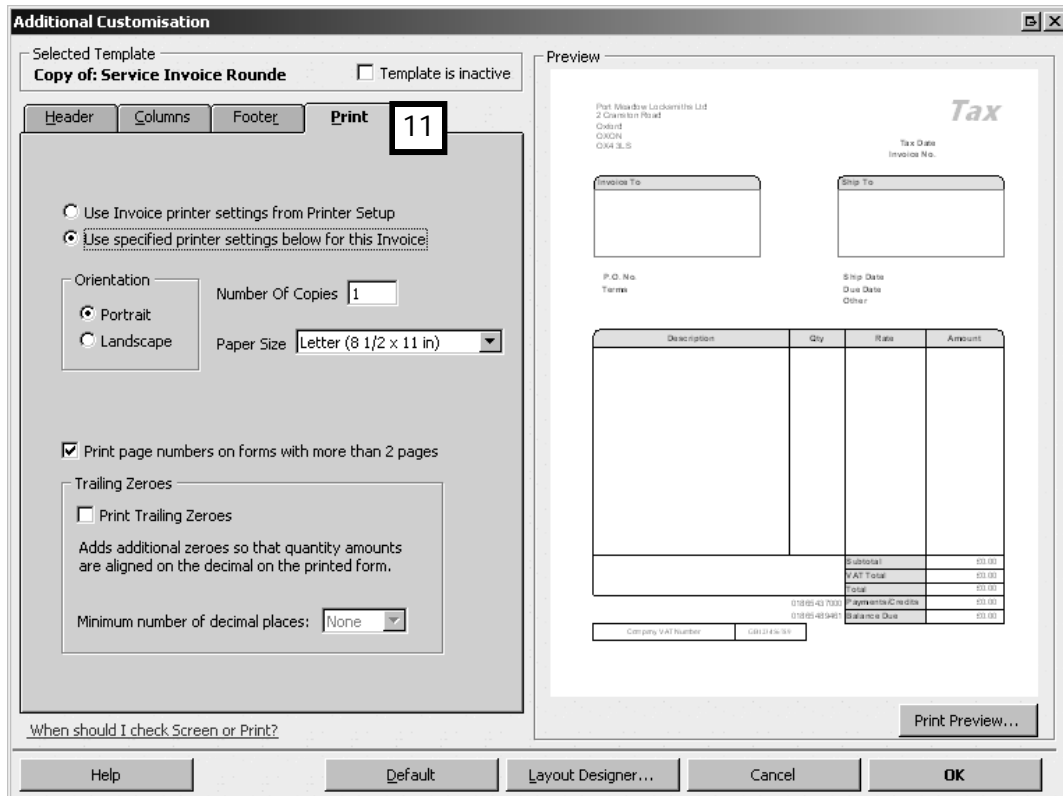 Additional Customisation
Selected Template
Copy of: Service Invoice Rounde
Template is inactive
Header
Columns
Footer
Print
11
Use Invoice printer settings from Printer Setup
Use specified printer settings below for this Invoice
Orientation
Portrait
Landscape
Number Of Copies 1
Paper Size Letter (8 1/2 x 11 in)
Print page numbers on forms with more than 2 pages
Trailing Zeroes
Print Trailing Zeroes
Adds additional zeroes so that quantity amounts
are aligned on the decimal on the printed form.
Minimum number of decimal places: None
When should I check Screen or Print?
Preview
Port Meadow Locksmiths Ltd
2 Cranston Road
Oxford
OXON
OX4 3LS
Tax
Tax Date
Invoice No.
Invoice To
Ship To
P.O. No.
Terms
Ship Date
Due Date
Other
Description Qty Rate Amount
Subtotal £0.00
VAT Total £0.00
Total £0.00
01865437000 Payments/Credits £0.00
01865489461 Balance Due £0.00
Company VAT Number
Print Preview...
Help
Default
Layout Designer...
Cancel
OK